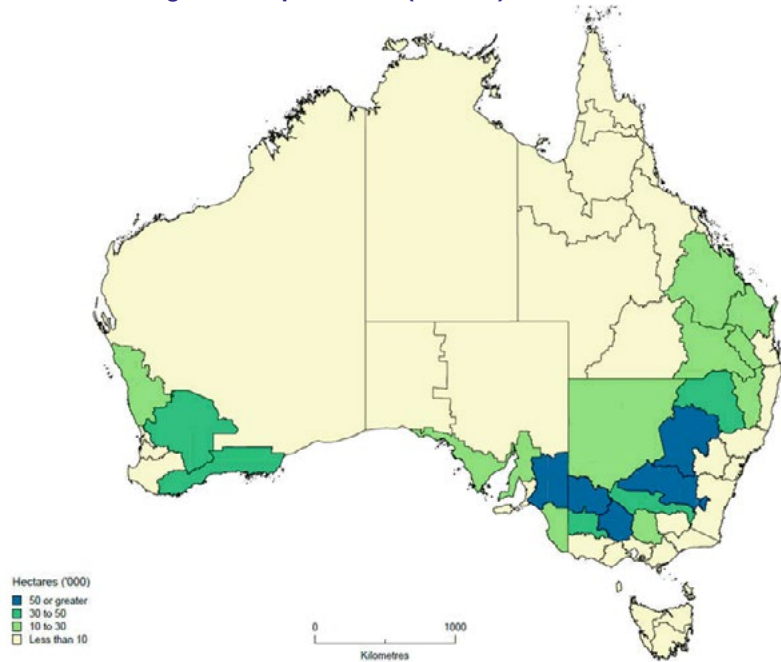 Hectares ('000)
50 or greater
30 to 50
10 to 30
Less than 10
0 1000
Kilometres